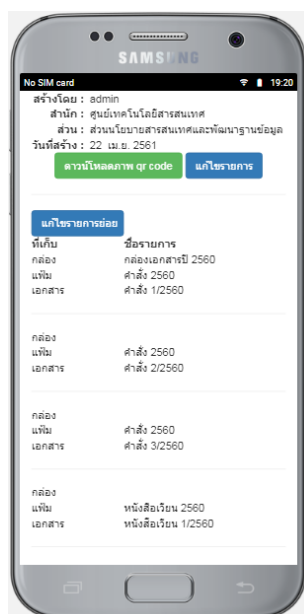 SAMSUNG
No SIM card 19:20
สร้างโดย : admin
สำนัก : ศูนย์เทคโนโลยีสารสนเทศ
ส่วน : ส่วนนโยบายสารสนเทศและพัฒนาฐานข้อมูล
วันที่สร้าง : 22 เม.ย. 2561
ดาวน์โหลดภาพ qr code แก้ไขรายการ
แก้ไขรายการย่อย
ที่เก็บ ชื่อรายการ
กล่อง กล่องเอกสารปี 2560
แฟ้ม คำสั่ง 2560
เอกสาร คำสั่ง 1/2560
กล่อง
แฟ้ม คำสั่ง 2560
เอกสาร คำสั่ง 2/2560
กล่อง
แฟ้ม คำสั่ง 2560
เอกสาร คำสั่ง 3/2560
กล่อง
แฟ้ม หนังสือเวียน 2560
เอกสาร หนังสือเวียน 1/2560